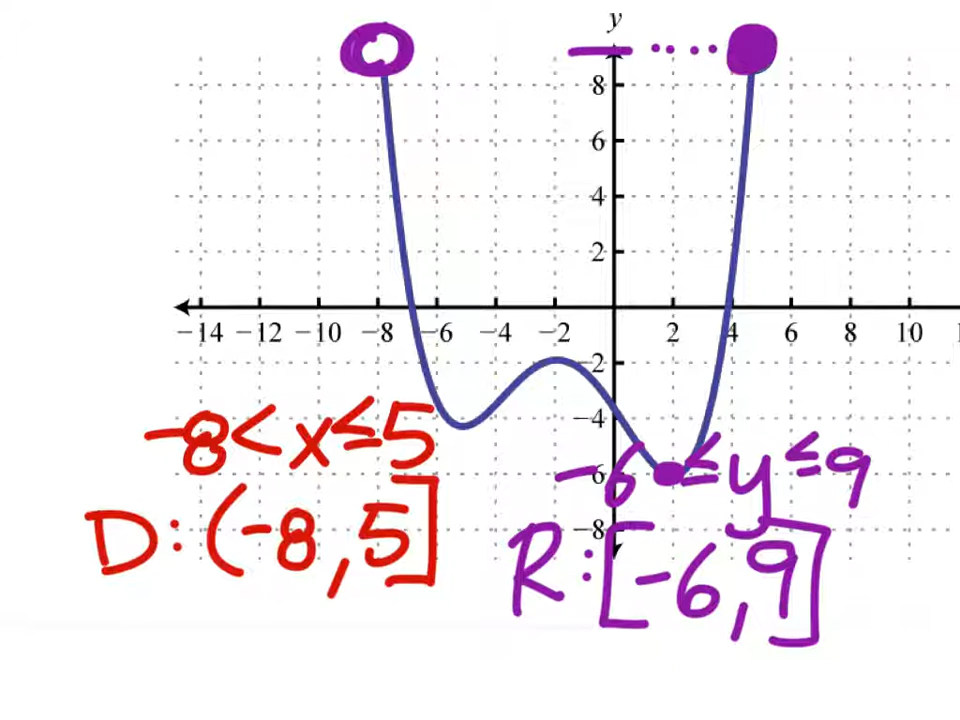 y
8
6
4
2
−14 −12 −10 −8 −6 −4 −2 2 4 6 8 10
−2
−4
-8 < x ≤ 5
−6
-6 ≤ y ≤ 9
−8
D: (-8, 5]
R: [-6, 9]